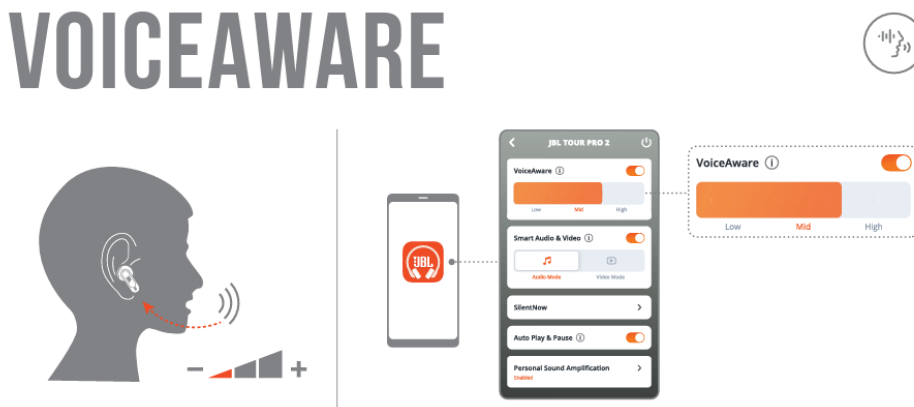 VOICEAWARE
JBL
JBL TOUR PRO 2
VoiceAware
Low Mid High
Smart Audio & Video
Audio Mode Video Mode
SilentNow
Auto Play & Pause
Personal Sound Amplification
Enabled
VoiceAware
Low Mid High